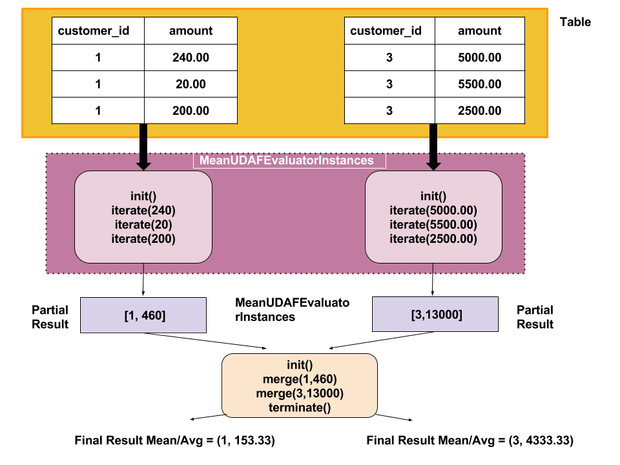 Table
customer_id amount
1 240.00
1 20.00
1 200.00
customer_id amount
3 5000.00
3 5500.00
3 2500.00
MeanUDAFEvaluatorInstances
init()
iterate(240)
iterate(20)
iterate(200)
init()
iterate(5000.00)
iterate(5500.00)
iterate(2500.00)
Partial
Result
[1, 460]
MeanUDAFEvaluato
rInstances
[3,13000]
Partial
Result
init()
merge(1,460)
merge(3,13000)
terminate()
Final Result Mean/Avg = (1, 153.33)
Final Result Mean/Avg = (3, 4333.33)